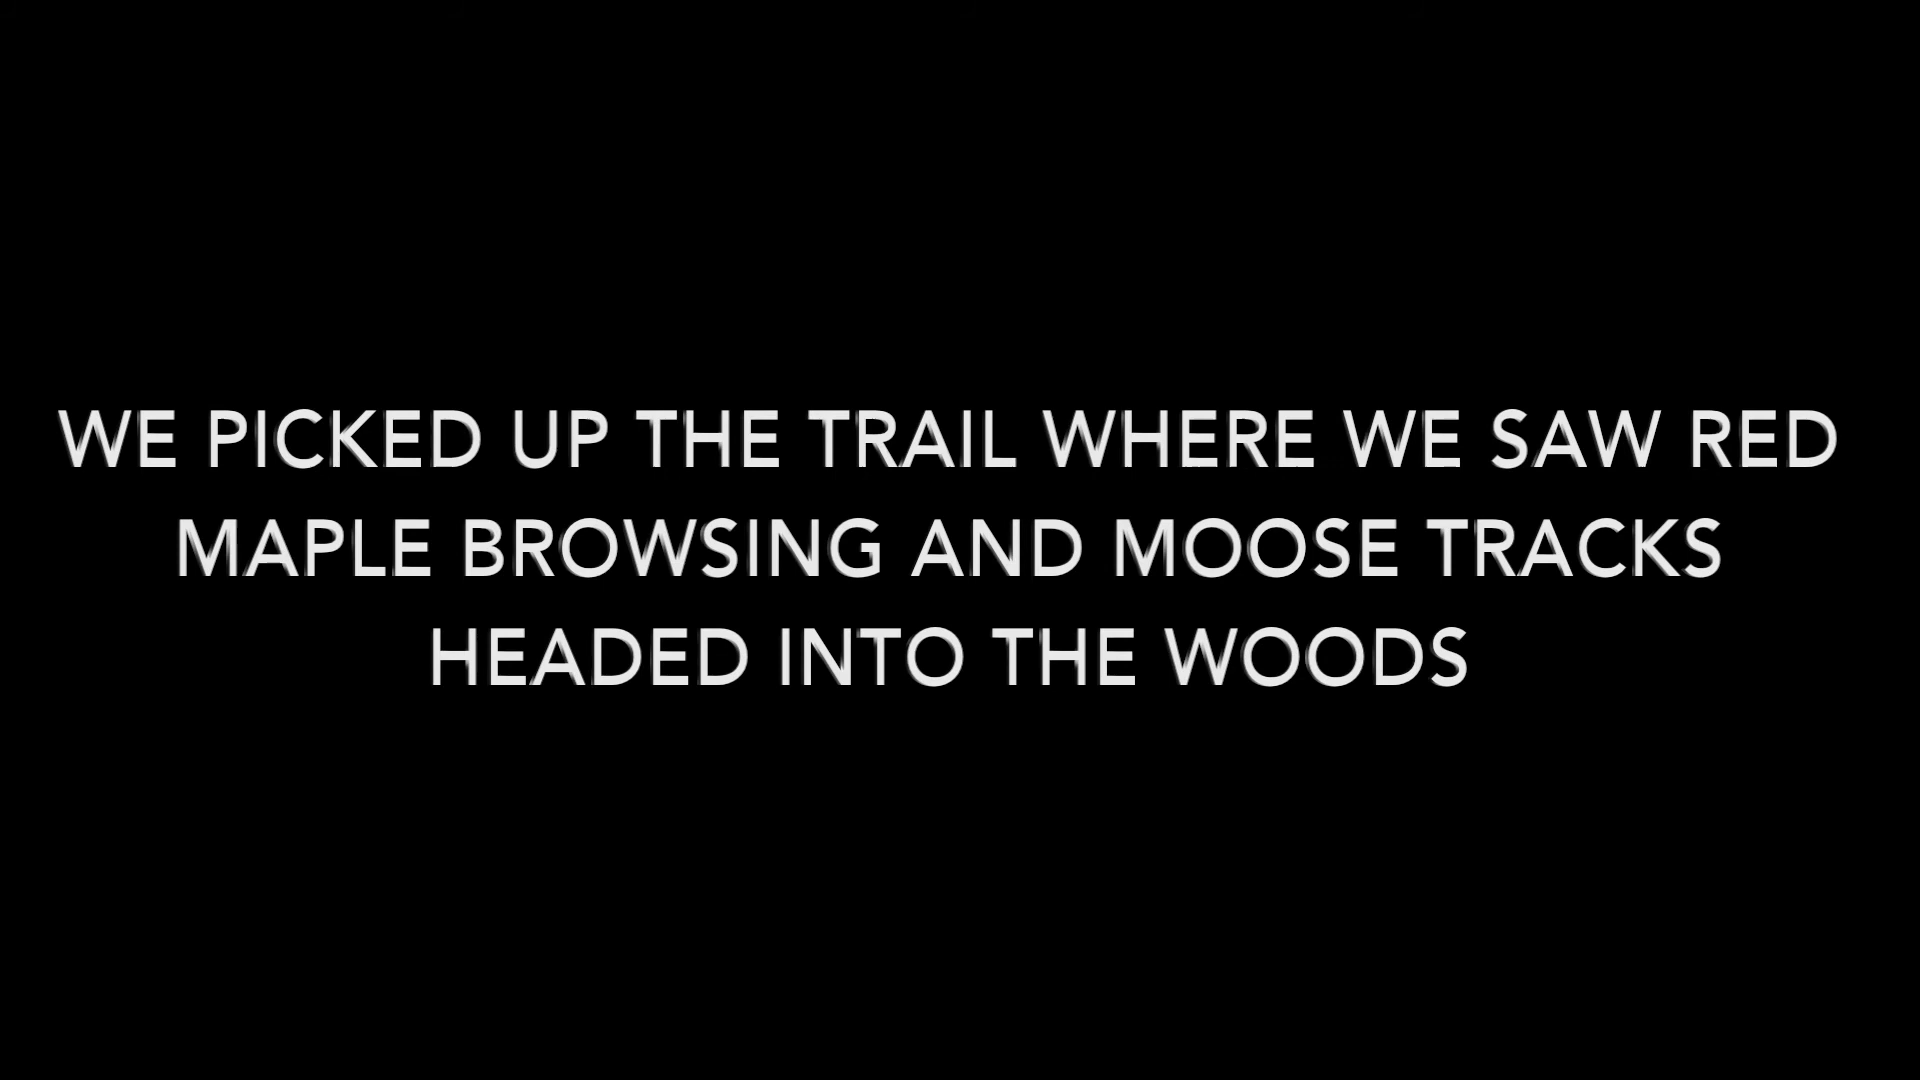 WE PICKED UP THE TRAIL WHERE WE SAW RED
MAPLE BROWSING AND MOOSE TRACKS
HEADED INTO THE WOODS